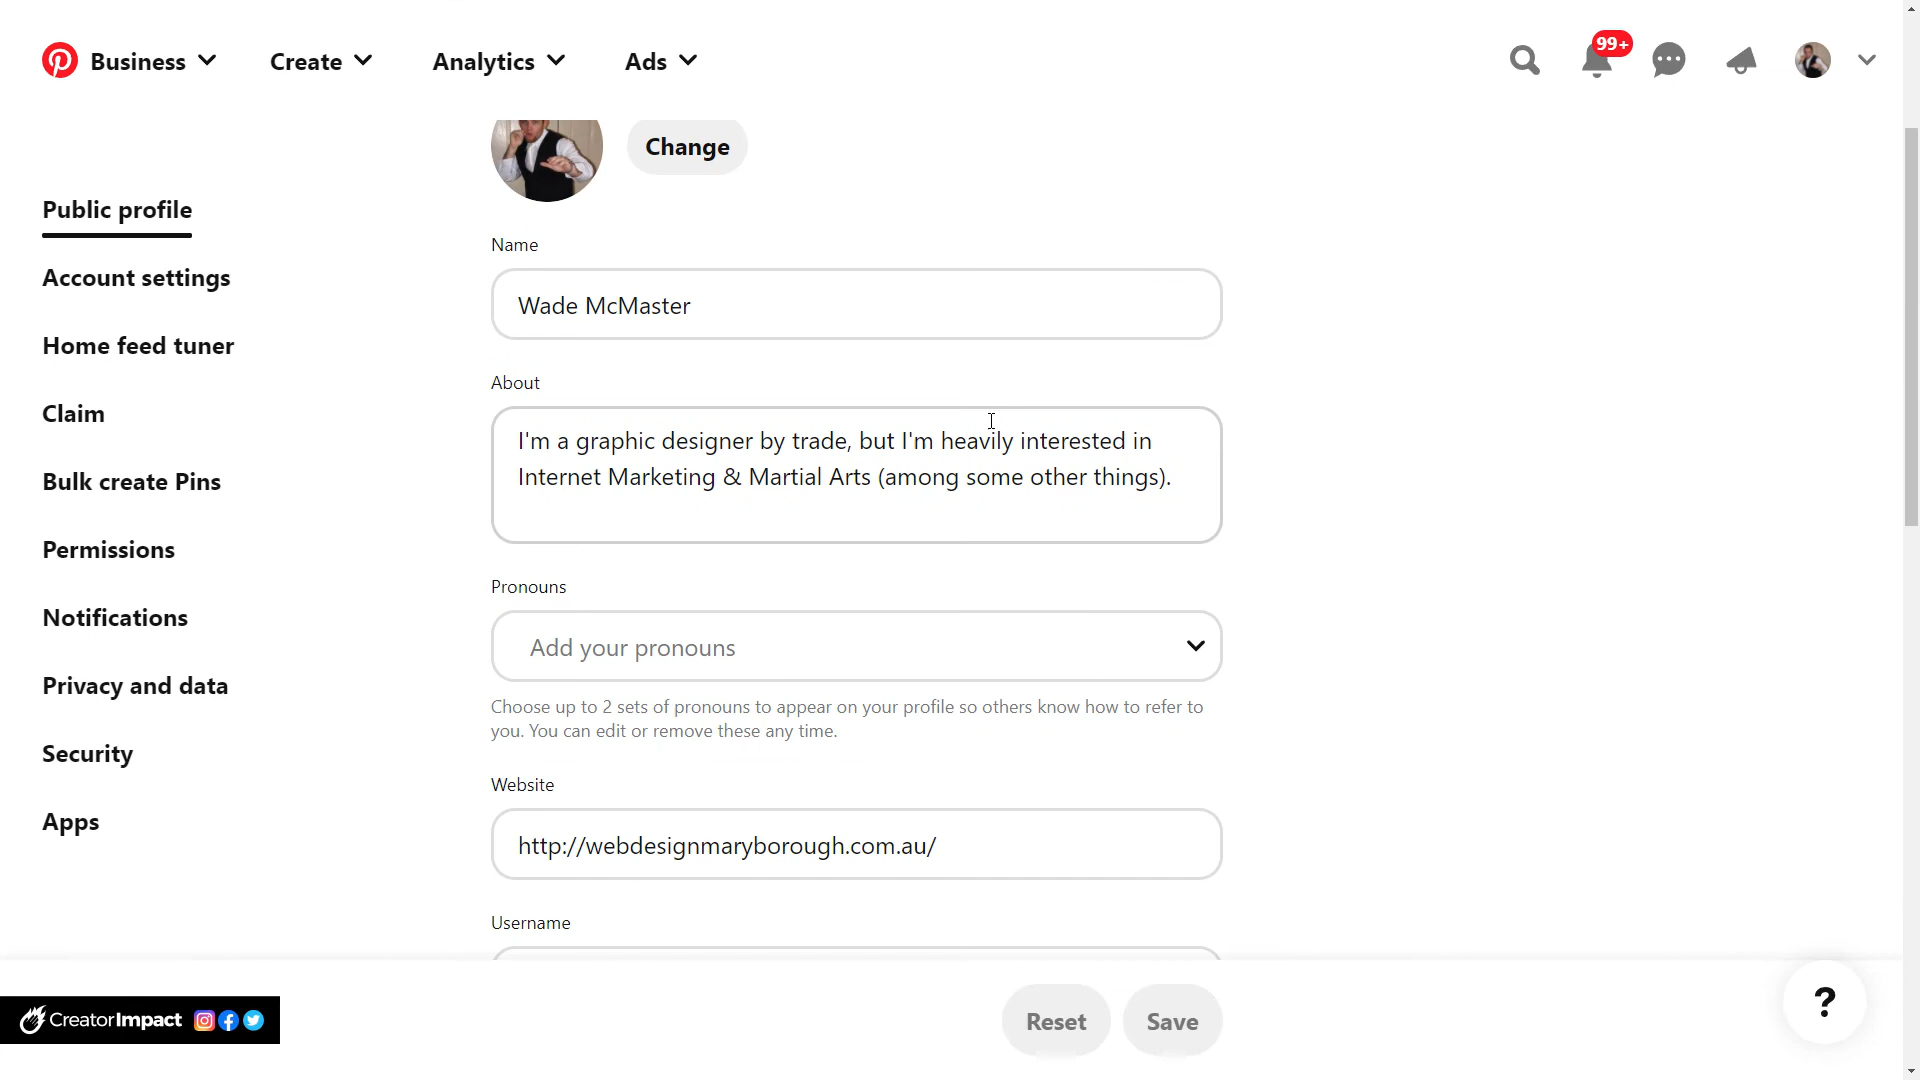 Business
Create
Analytics
Ads
99+
Change
Public profile
Account settings
Home feed tuner
Claim
Bulk create Pins
Permissions
Notifications
Privacy and data
Security
Apps
Name
Wade McMaster
About
I'm a graphic designer by trade, but I'm heavily interested in
Internet Marketing & Martial Arts (among some other things).
Pronouns
Add your pronouns
Choose up to 2 sets of pronouns to appear on your profile so others know how to refer to
you. You can edit or remove these any time.
Website
http://webdesignmaryborough.com.au/
Username
Reset
Save
?
CreatorImpact